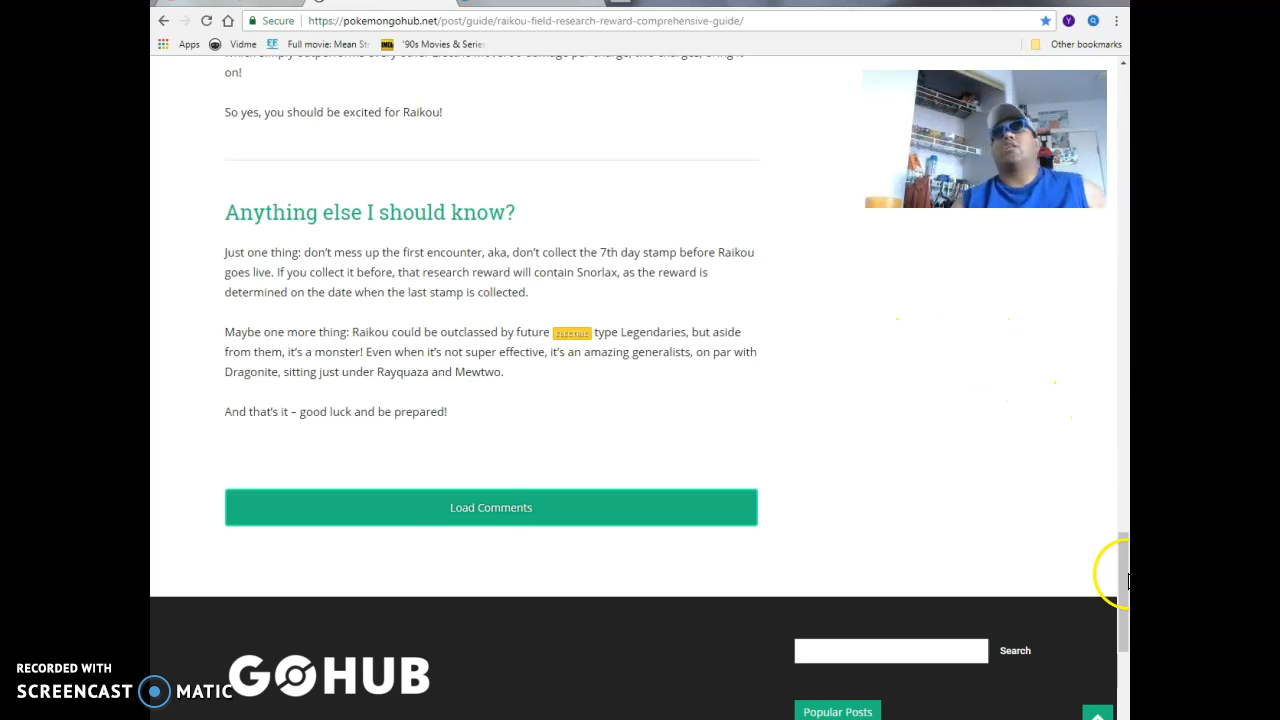 Secure https://pokemongohub.net/post/guide/raikou-field-research-reward-comprehensive-guide/
Apps Vidme Full movie: Mean Str '90s Movies & Series Other bookmarks
on!
So yes, you should be excited for Raikou!
Anything else I should know?
Just one thing: don't mess up the first encounter, aka, don't collect the 7th day stamp before Raikou
goes live. If you collect it before, that research reward will contain Snorlax, as the reward is
determined on the date when the last stamp is collected.
Maybe one more thing: Raikou could be outclassed by future ELECTRIC type Legendaries, but aside
from them, it's a monster! Even when it's not super effective, it's an amazing generalists, on par with
Dragonite, sitting just under Rayquaza and Mewtwo.
And that's it – good luck and be prepared!
Load Comments
GOHUB
Search
Popular Posts
RECORDED WITH
SCREENCAST MATIC